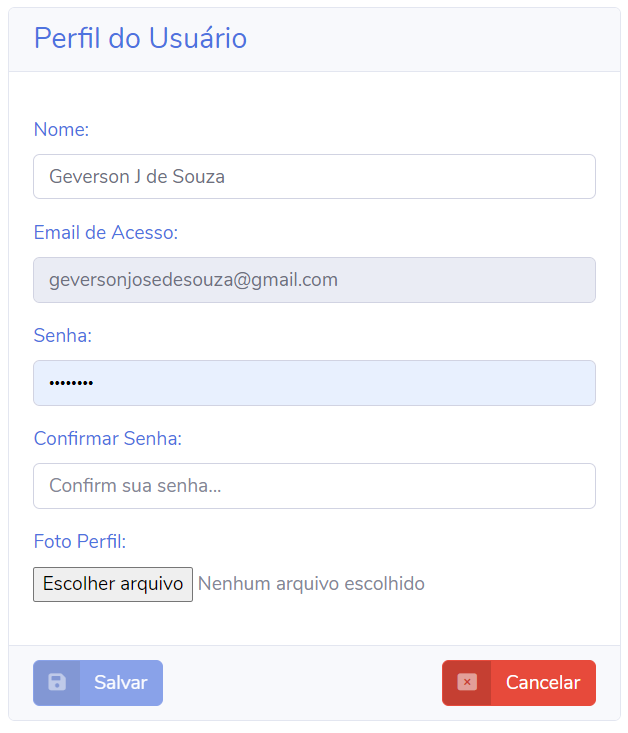 Perfil do Usuário
Nome:
Geverson J de Souza
Email de Acesso:
geversonjosedesouza@gmail.com
Senha:
••••••••
Confirmar Senha:
Confirm sua senha...
Foto Perfil:
Escolher arquivo Nenhum arquivo escolhido
Salvar Cancelar